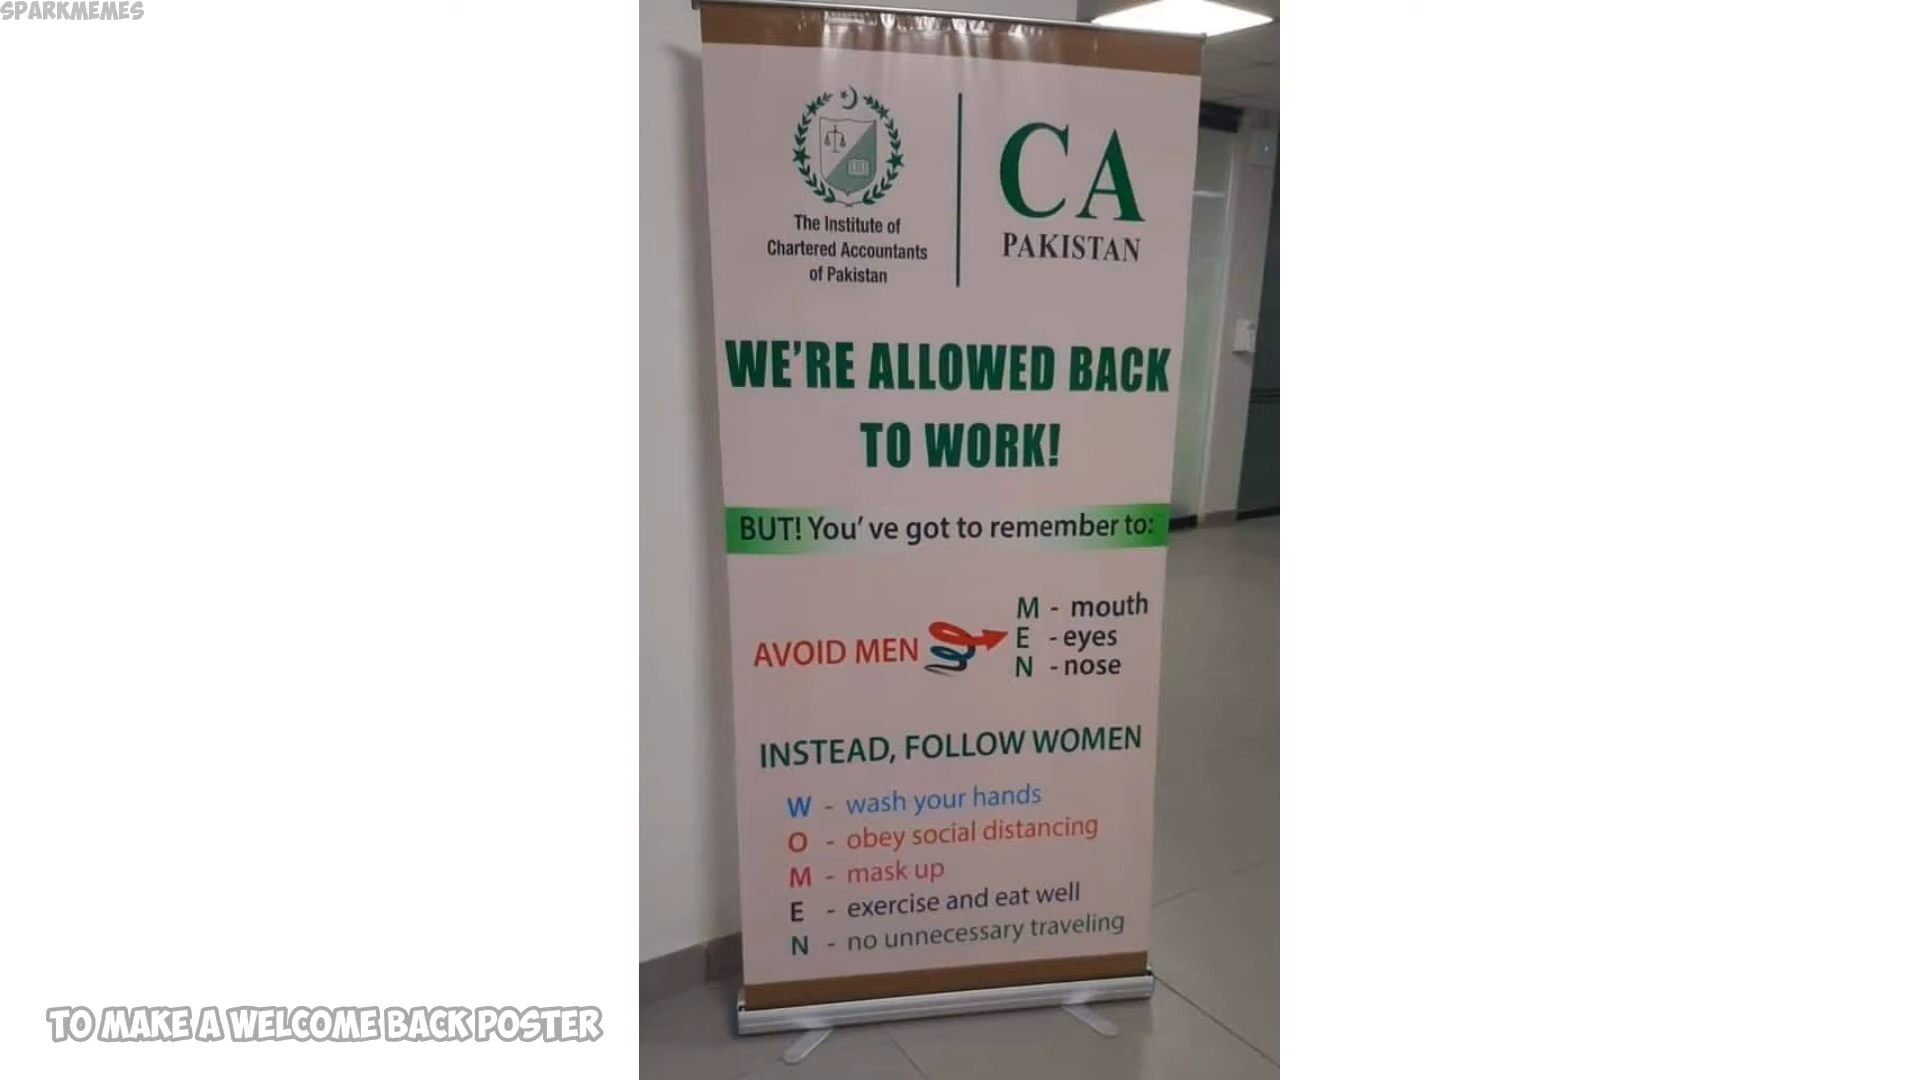 SPARKMEMES
The Institute of
Chartered Accountants
of Pakistan
CA
PAKISTAN
WE'RE ALLOWED BACK
TO WORK!
BUT! You' ve got to remember to:
AVOID MEN
M - mouth
E - eyes
N - nose
INSTEAD, FOLLOW WOMEN
W - wash your hands
O - obey social distancing
M - mask up
E - exercise and eat well
N - no unnecessary traveling
TO MAKE A WELCOME BACK POSTER